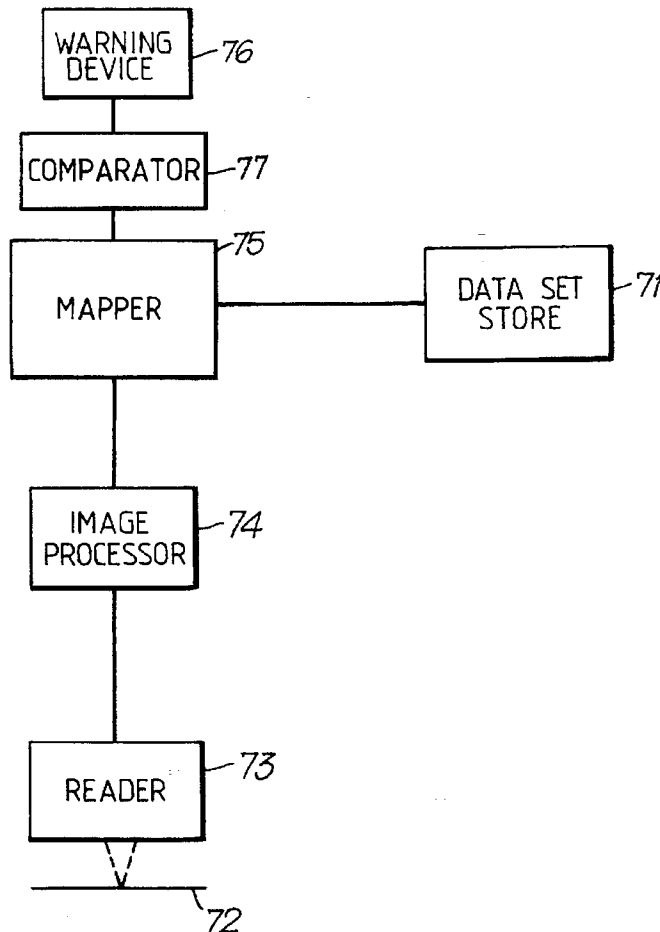 WARNING
DEVICE
76
COMPARATOR
77
75
MAPPER
DATA SET
STORE
71
IMAGE
PROCESSOR
74
READER
73
72